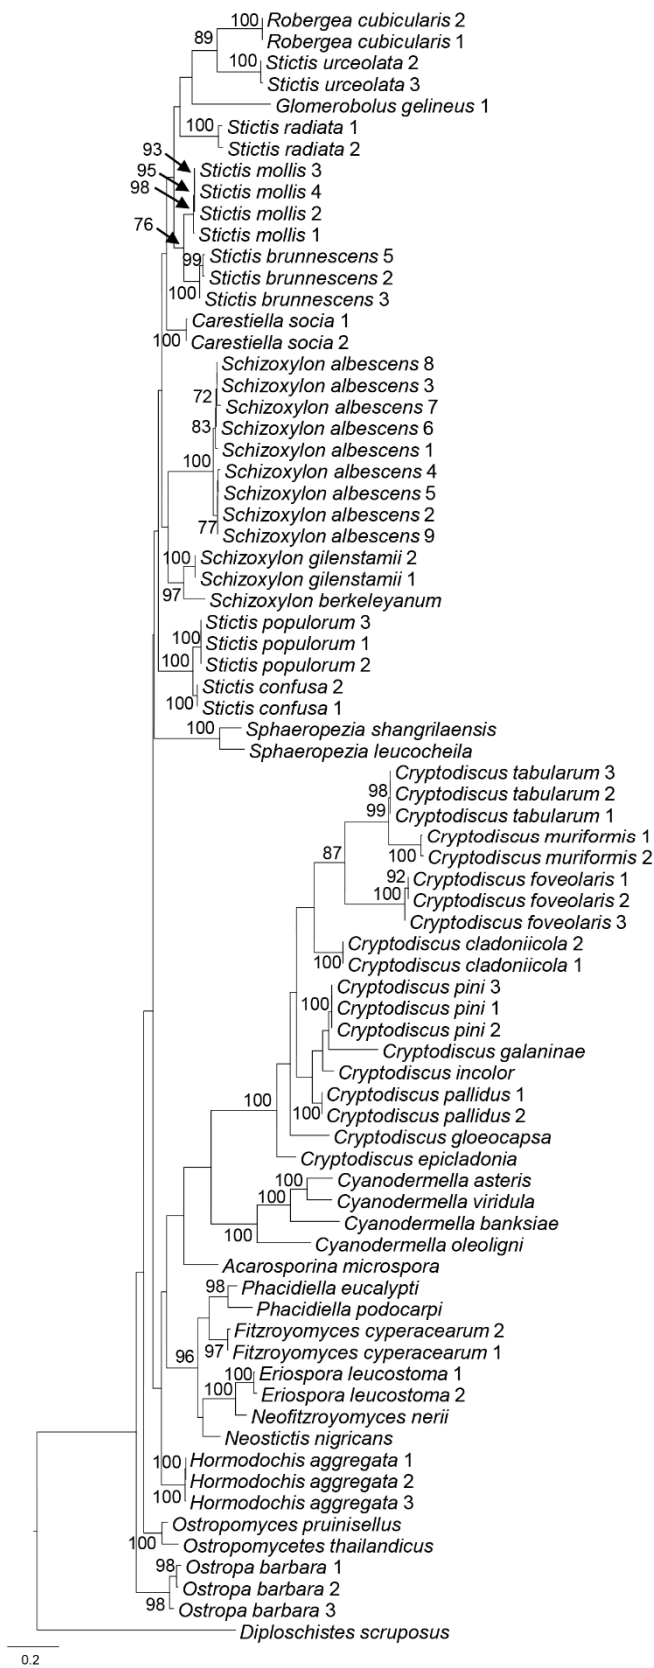 100 Robergea cubicularis 2
89 Robergea cubicularis 1
100 Stictis urceolata 2
Stictis urceolata 3
Glomerobolus gelineus 1
100 Stictis radiata 1
Stictis radiata 2
93 Stictis mollis 3
95 Stictis mollis 4
98 Stictis mollis 2
76 Stictis mollis 1
99 Stictis brunnescens 5
Stictis brunnescens 2
100 Stictis brunnescens 3
Carestiella socia 1
100 Carestiella socia 2
Schizoxylon albescens 8
Schizoxylon albescens 3
72 Schizoxylon albescens 7
83 Schizoxylon albescens 6
Schizoxylon albescens 1
100 Schizoxylon albescens 4
Schizoxylon albescens 5
Schizoxylon albescens 2
77 Schizoxylon albescens 9
100 Schizoxylon gilenstamii 2
Schizoxylon gilenstamii 1
97 Schizoxylon berkeleyanum
Stictis populorum 3
100 Stictis populorum 1
100 Stictis populorum 2
Stictis confusa 2
100 Stictis confusa 1
100 Sphaeropezia shangrilaensis
Sphaeropezia leucocheila
Cryptodiscus tabularum 3
98 Cryptodiscus tabularum 2
99 Cryptodiscus tabularum 1
Cryptodiscus muriformis 1
87 100 Cryptodiscus muriformis 2
92 Cryptodiscus foveolaris 1
100 Cryptodiscus foveolaris 2
Cryptodiscus foveolaris 3
Cryptodiscus cladoniicola 2
100 Cryptodiscus cladoniicola 1
Cryptodiscus pini 3
100 Cryptodiscus pini 1
Cryptodiscus pini 2
Cryptodiscus galaninae
Cryptodiscus incolor
100 Cryptodiscus pallidus 1
100 Cryptodiscus pallidus 2
Cryptodiscus gloeocapsa
Cryptodiscus epicladonia
100 Cyanodermella asteris
100 Cyanodermella viridula
Cyanodermella banksiae
100 Cyanodermella oleoligni
Acarosporina microspora
98 Phacidiella eucalypti
Phacidiella podocarpi
Fitzroyomyces cyperacearum 2
96 97 Fitzroyomyces cyperacearum 1
100 Eriospora leucostoma 1
100 Eriospora leucostoma 2
Neofitzroyomyces nerii
Neostictis nigricans
100 Hormodochis aggregata 1
Hormodochis aggregata 2
100 Hormodochis aggregata 3
Ostropomyces pruinisellus
100 Ostropomycetes thailandicus
98 Ostropa barbara 1
Ostropa barbara 2
98 Ostropa barbara 3
Diploschistes scruposus
0.2